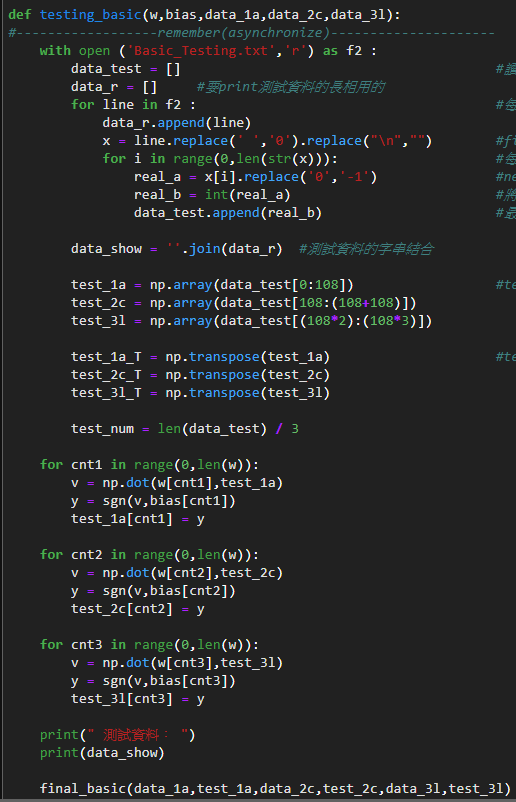 def testing_basic(w,bias,data_1a,data_2c,data_3l):
#------------------remember(asynchronize)---------------------
    with open ('Basic_Testing.txt','r') as f2 :
        data_test = []                                        #讀
        data_r = []     #要print測試資料的長相用的
        for line in f2 :                                      #每
            data_r.append(line)
            x = line.replace(' ','0').replace("\n","")        #f
            for i in range(0,len(str(x))):                    #每
                real_a = x[i].replace('0','-1')               #ne
                real_b = int(real_a)                          #將
                data_test.append(real_b)                      #最

        data_show = ''.join(data_r)  #測試資料的字串結合

        test_1a = np.array(data_test[0:108])                  #te
        test_2c = np.array(data_test[108:(108+108)])
        test_3l = np.array(data_test[(108*2):(108*3)])

        test_1a_T = np.transpose(test_1a)                     #te
        test_2c_T = np.transpose(test_2c)
        test_3l_T = np.transpose(test_3l)

        test_num = len(data_test) / 3

    for cnt1 in range(0,len(w)):
        v = np.dot(w[cnt1],test_1a)
        y = sgn(v,bias[cnt1])
        test_1a[cnt1] = y

    for cnt2 in range(0,len(w)):
        v = np.dot(w[cnt2],test_2c)
        y = sgn(v,bias[cnt2])
        test_2c[cnt2] = y

    for cnt3 in range(0,len(w)):
        v = np.dot(w[cnt3],test_3l)
        y = sgn(v,bias[cnt3])
        test_3l[cnt3] = y

    print(" 測試資料： ")
    print(data_show)

    final_basic(data_1a,test_1a,data_2c,test_2c,data_3l,test_3l)